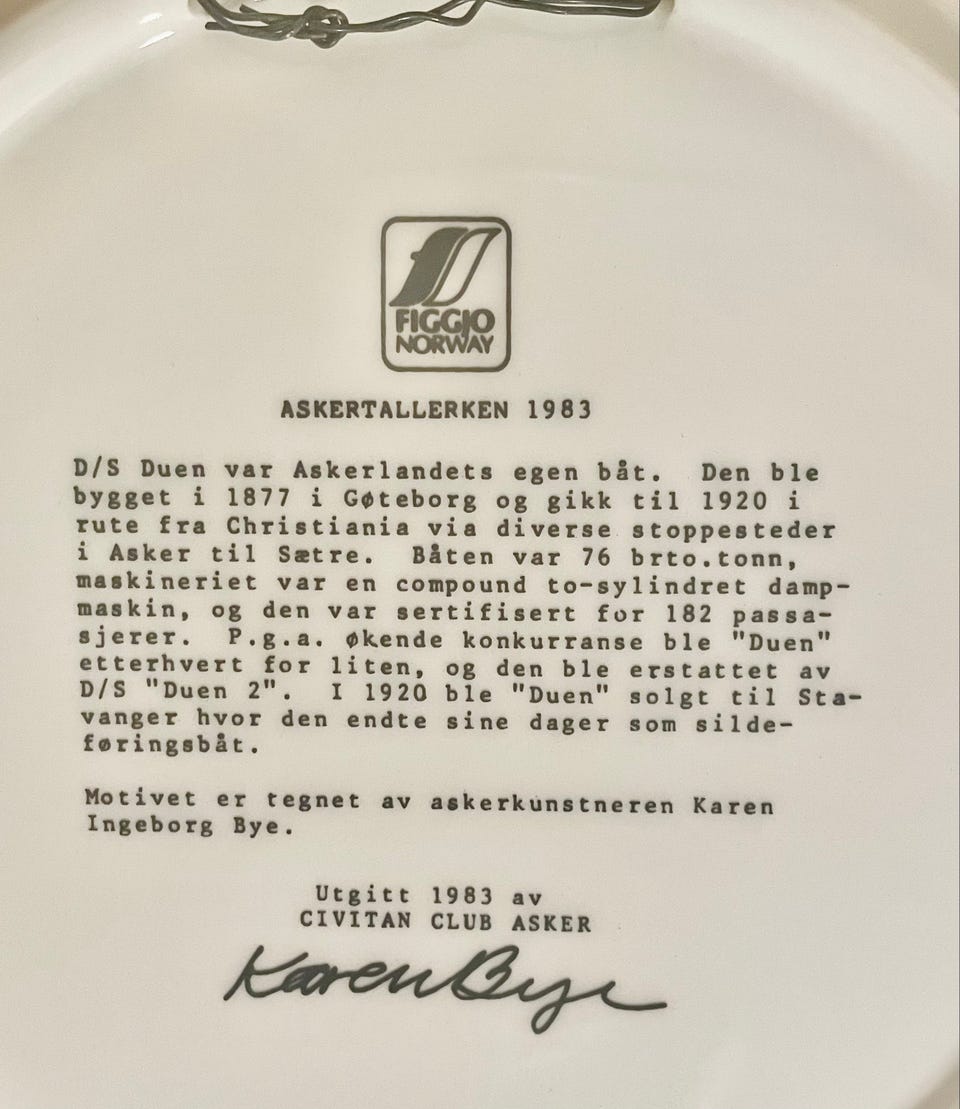 FIGGJO
NORWAY
ASKERTALLERKEN 1983
D/S Duen var Askerlandets egen båt. Den ble
bygget i 1877 i Gøteborg og gikk til 1920 i
rute fra Christiania via diverse stoppesteder
i Asker til Sætre. Båten var 76 brto.tonn,
maskineriet var en compound to-sylindret damp-
maskin, og den var sertifisert for 182 passa-
sjerer. P.g.a. økende konkurranse ble "Duen"
etterhvert for liten, og den ble erstattet av
D/S "Duen 2". I 1920 ble "Duen" solgt til Sta-
vanger hvor den endte sine dager som silde-
føringsbåt.
Motivet er tegnet av askerkunstneren Karen
Ingeborg Bye.
Utgitt 1983 av
CIVITAN CLUB ASKER
Karen Bye